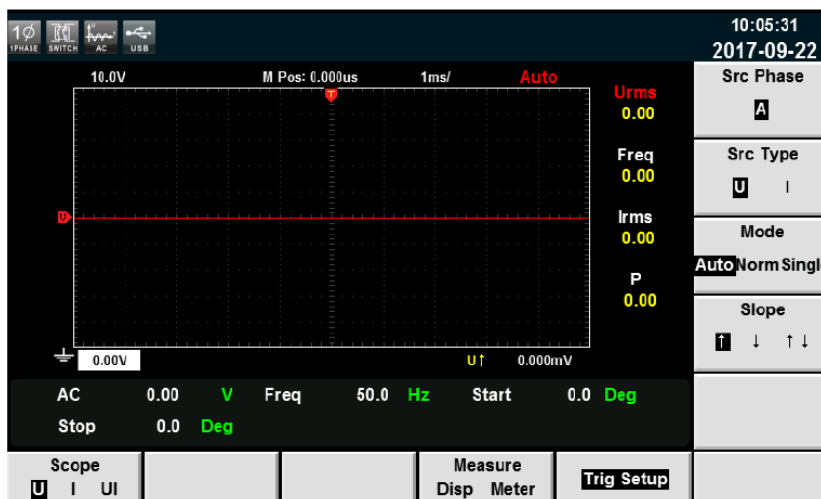 1Ø
1PHASE SWITCH AC USB
10:05:31
2017-09-22
10.0V M Pos: 0.000us 1ms/ Auto
T
Urms
0.00
Freq
0.00
U
Irms
0.00
P
0.00
0.00V U↑ 0.000mV
AC 0.00 V Freq 50.0 Hz Start 0.0 Deg
Stop 0.0 Deg
Src Phase
A
Src Type
U I
Mode
Auto Norm Singl
Slope
↑ ↓ ↑↓
Scope
U I UI
Measure
Disp Meter
Trig Setup